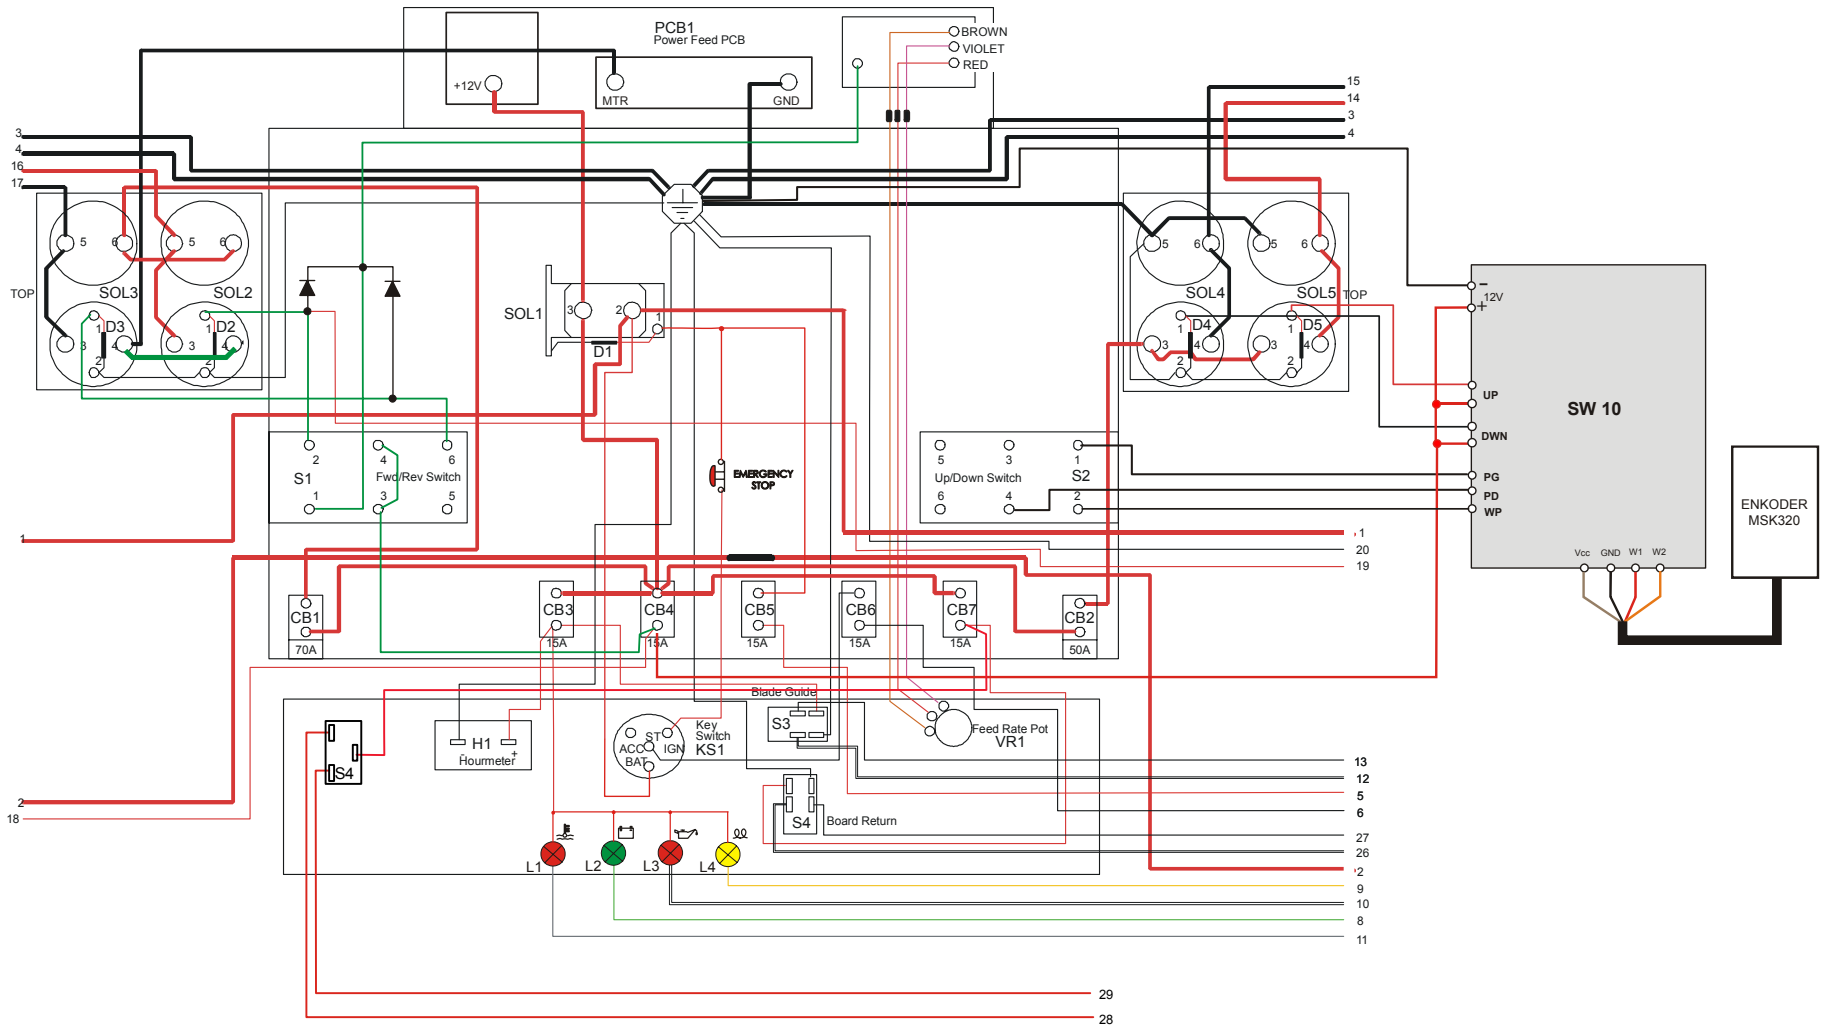 PCB1
Power Feed PCB
+12V
MTR
GND
BROWN
VIOLET
RED
15
14
3
4
3
4
16
17
5
6
5
6
TOP
SOL3
SOL2
1
D3
3
4
2
1
D2
3
4
2
SOL1
3
2
1
D1
5
6
5
6
SOL4
SOL5
TOP
1
D4
3
4
2
1
D5
3
4
2
−
12V
+
UP
SW 10
DWN
PG
PD
WP
Vcc
GND
W1
W2
ENKODER
MSK320
2
4
6
S1
Fwd/Rev Switch
1
3
5
EMERGENCY
STOP
5
3
1
Up/Down Switch
S2
6
4
2
1
1
20
19
CB1
70A
CB3
15A
CB4
15A
CB5
15A
CB6
15A
CB7
15A
CB2
50A
2
18
S4
H1
-
+
Hourmeter
ST
ACC
IGN
BAT
Key
Switch
KS1
Blade Guide
S3
Feed Rate Pot
VR1
S4
Board Return
L1
L2
L3
L4
13
12
5
6
27
26
2
9
10
8
11
29
28